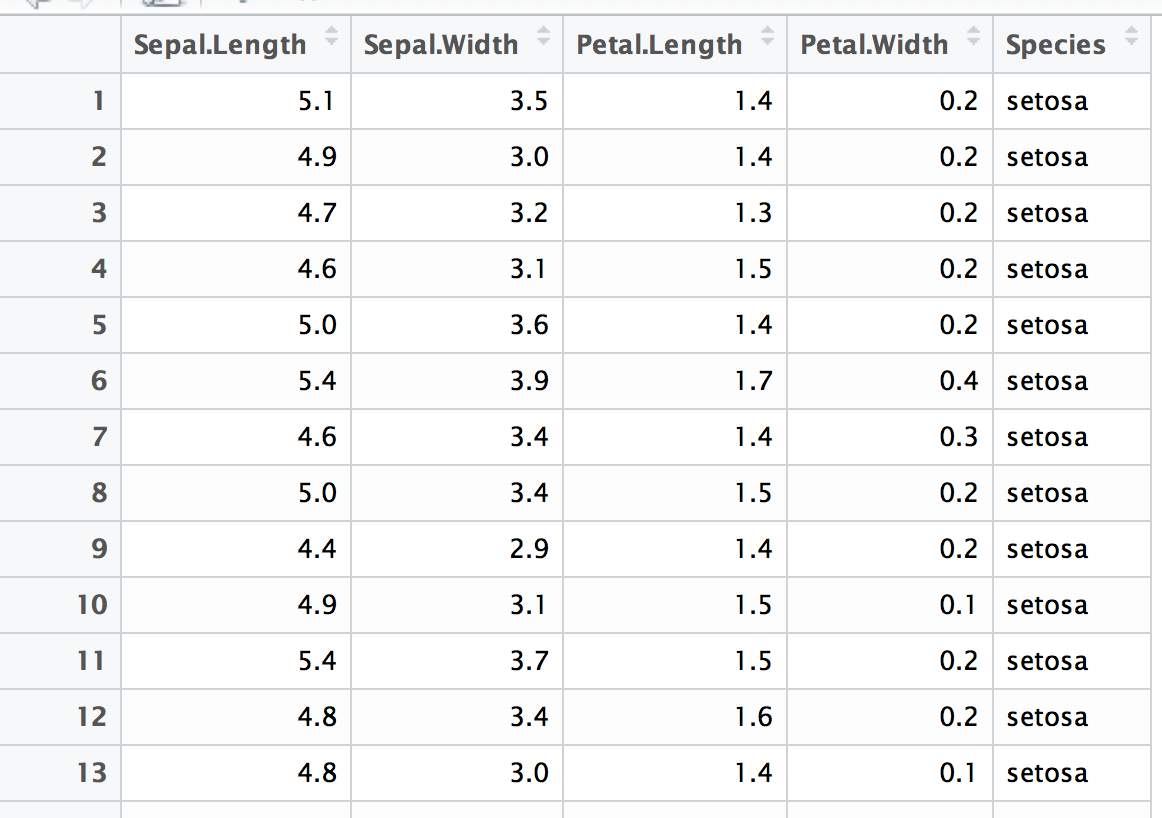 Sepal.Length Sepal.Width Petal.Length Petal.Width Species
1 5.1 3.5 1.4 0.2 setosa
2 4.9 3.0 1.4 0.2 setosa
3 4.7 3.2 1.3 0.2 setosa
4 4.6 3.1 1.5 0.2 setosa
5 5.0 3.6 1.4 0.2 setosa
6 5.4 3.9 1.7 0.4 setosa
7 4.6 3.4 1.4 0.3 setosa
8 5.0 3.4 1.5 0.2 setosa
9 4.4 2.9 1.4 0.2 setosa
10 4.9 3.1 1.5 0.1 setosa
11 5.4 3.7 1.5 0.2 setosa
12 4.8 3.4 1.6 0.2 setosa
13 4.8 3.0 1.4 0.1 setosa